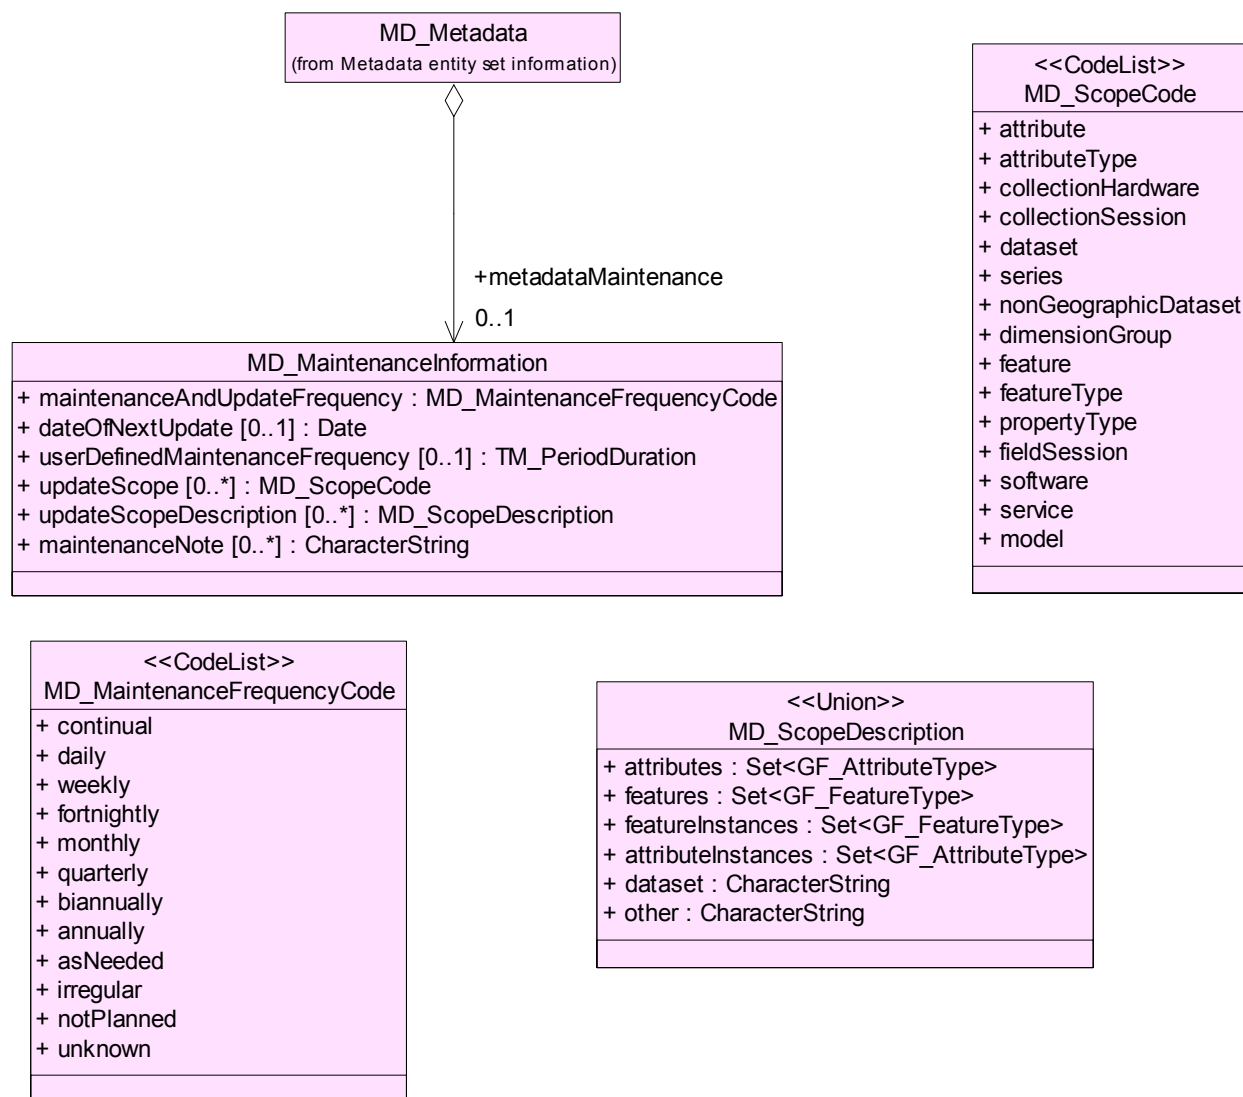 MD_Metadata
(from Metadata entity set information)
+metadataMaintenance
0..1
MD_MaintenanceInformation
+ maintenanceAndUpdateFrequency : MD_MaintenanceFrequencyCode
+ dateOfNextUpdate [0..1] : Date
+ userDefinedMaintenanceFrequency [0..1] : TM_PeriodDuration
+ updateScope [0..*] : MD_ScopeCode
+ updateScopeDescription [0..*] : MD_ScopeDescription
+ maintenanceNote [0..*] : CharacterString
<<CodeList>>
MD_ScopeCode
+ attribute
+ attributeType
+ collectionHardware
+ collectionSession
+ dataset
+ series
+ nonGeographicDataset
+ dimensionGroup
+ feature
+ featureType
+ propertyType
+ fieldSession
+ software
+ service
+ model
<<CodeList>>
MD_MaintenanceFrequencyCode
+ continual
+ daily
+ weekly
+ fortnightly
+ monthly
+ quarterly
+ biannually
+ annually
+ asNeeded
+ irregular
+ notPlanned
+ unknown
<<Union>>
MD_ScopeDescription
+ attributes : Set<GF_AttributeType>
+ features : Set<GF_FeatureType>
+ featureInstances : Set<GF_FeatureType>
+ attributeInstances : Set<GF_AttributeType>
+ dataset : CharacterString
+ other : CharacterString